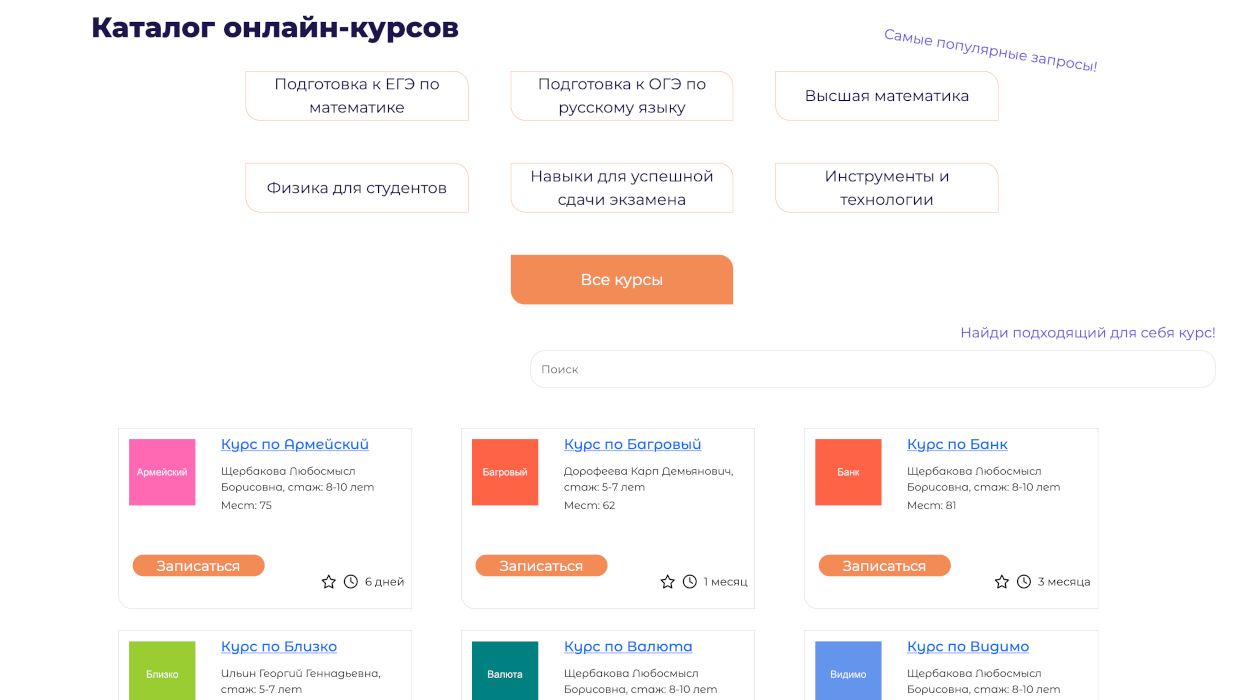 Каталог онлайн-курсов
Самые популярные запросы!
Подготовка к ЕГЭ по
математике
Подготовка к ОГЭ по
русскому языку
Высшая математика
Физика для студентов
Навыки для успешной
сдачи экзамена
Инструменты и
технологии
Все курсы
Найди подходящий для себя курс!
Поиск
Армейский
Курс по Армейский
Щербакова Любосмысл
Борисовна, стаж: 8-10 лет
Мест: 75
Записаться
6 дней
Багровый
Курс по Багровый
Дорофеева Карп Демьянович,
стаж: 5-7 лет
Мест: 62
Записаться
1 месяц
Банк
Курс по Банк
Щербакова Любосмысл
Борисовна, стаж: 8-10 лет
Мест: 81
Записаться
3 месяца
Близко
Курс по Близко
Ильин Георгий Геннадьевна,
стаж: 5-7 лет
Валюта
Курс по Валюта
Щербакова Любосмысл
Борисовна, стаж: 8-10 лет
Видимо
Курс по Видимо
Щербакова Любосмысл
Борисовна, стаж: 8-10 лет